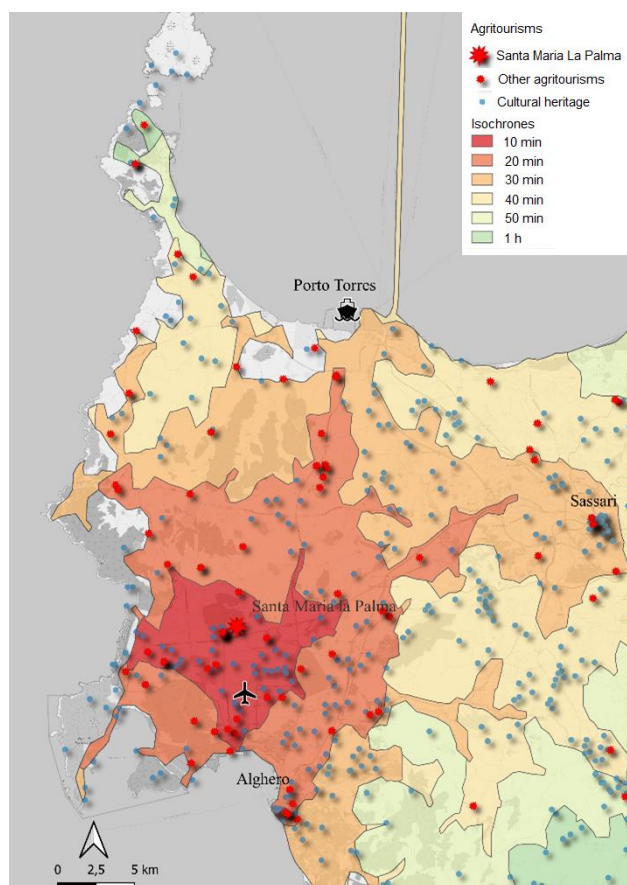 Agritourisms
Santa Maria La Palma
Other agritourisms
Cultural heritage
Isochrones
10 min
20 min
30 min
40 min
50 min
1 h
Porto Torres
Sassari
Santa Maria la Palma
Alghero
0 2,5 5 km